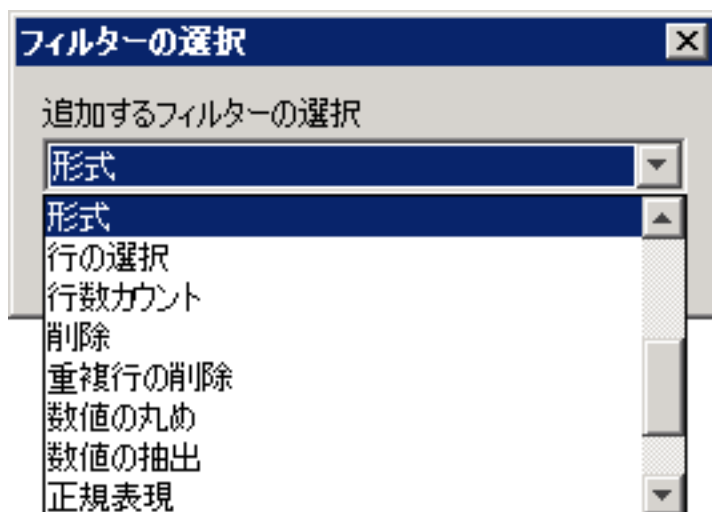 フィルターの選択
追加するフィルターの選択
形式
形式
行の選択
行数カウント
削除
重複行の削除
数値の丸め
数値の抽出
正規表現